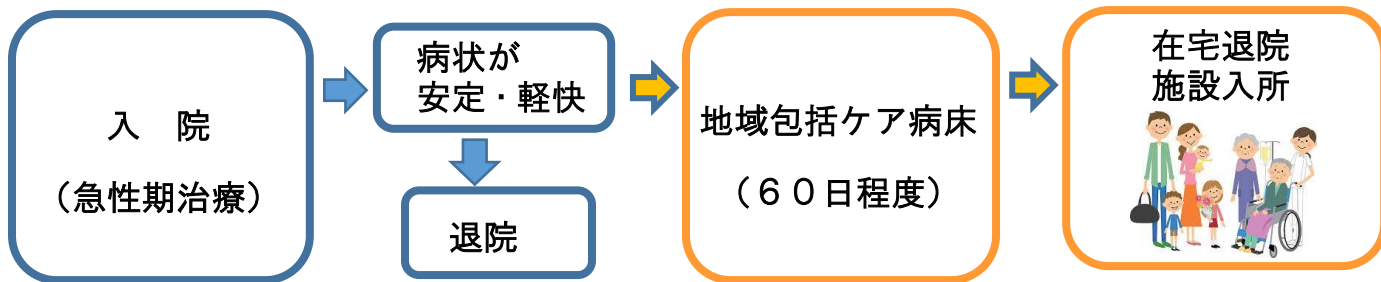 入　院
（急性期治療）
病状が
安定・軽快
退院
地域包括ケア病床
（６０日程度）
在宅退院
施設入所